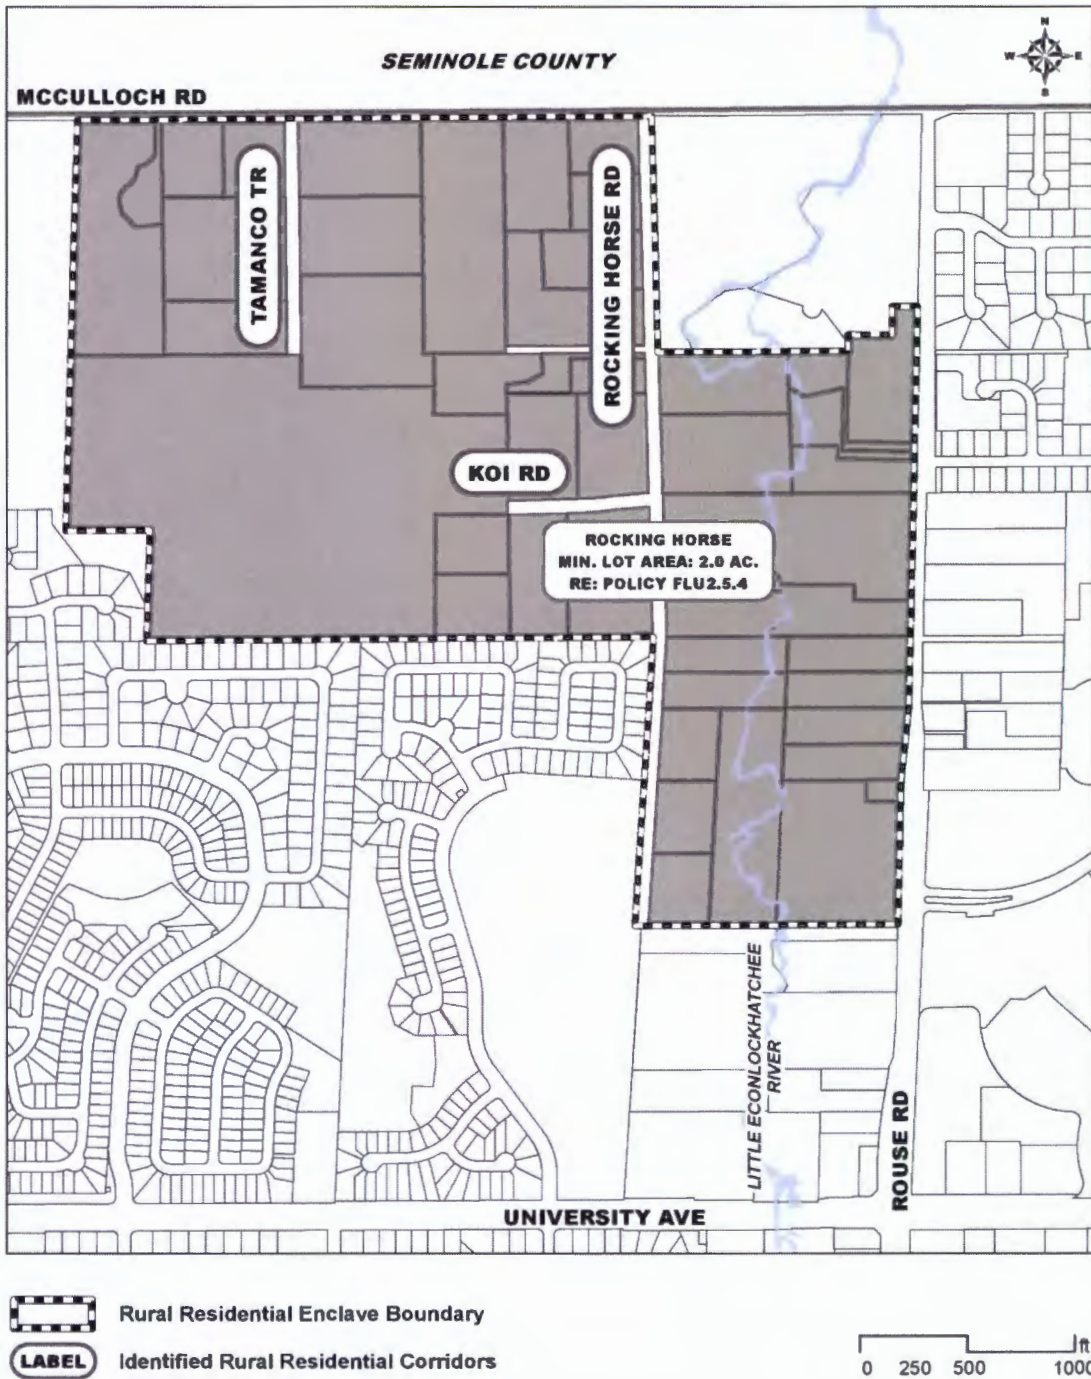 SEMINOLE COUNTY
N
W E
S
MCCULLOCH RD
TAMANCO TR
ROCKING HORSE RD
KOI RD
ROCKING HORSE
MIN. LOT AREA: 2.0 AC.
RE: POLICY FLU2.5.4
LITTLE ECONLOCKHATCHEE
RIVER
ROUSE RD
UNIVERSITY AVE
Rural Residential Enclave Boundary
LABEL Identified Rural Residential Corridors
ft
0 250 500 1000